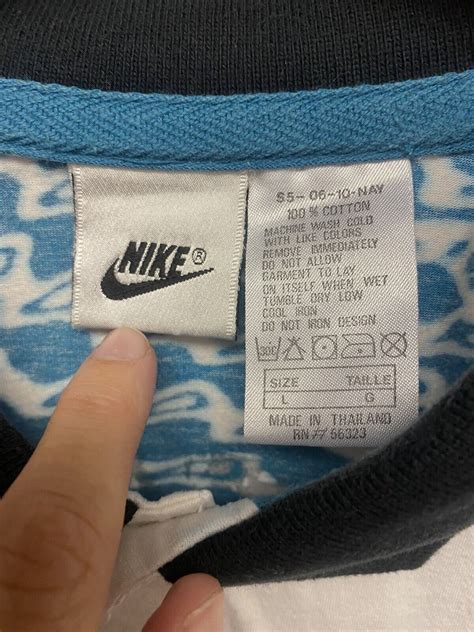 NIKE®
S5-06-10-NAY
100% COTTON
MACHINE WASH COLD
WITH LIKE COLORS
REMOVE IMMEDIATELY
DO NOT ALLOW
GARMENT TO LAY
ON ITSELF WHEN WET
TUMBLE DRY LOW
COOL IRON
DO NOT IRON DESIGN
30°
SIZE TAILLE
L G
MADE IN THAILAND
RN# 56323